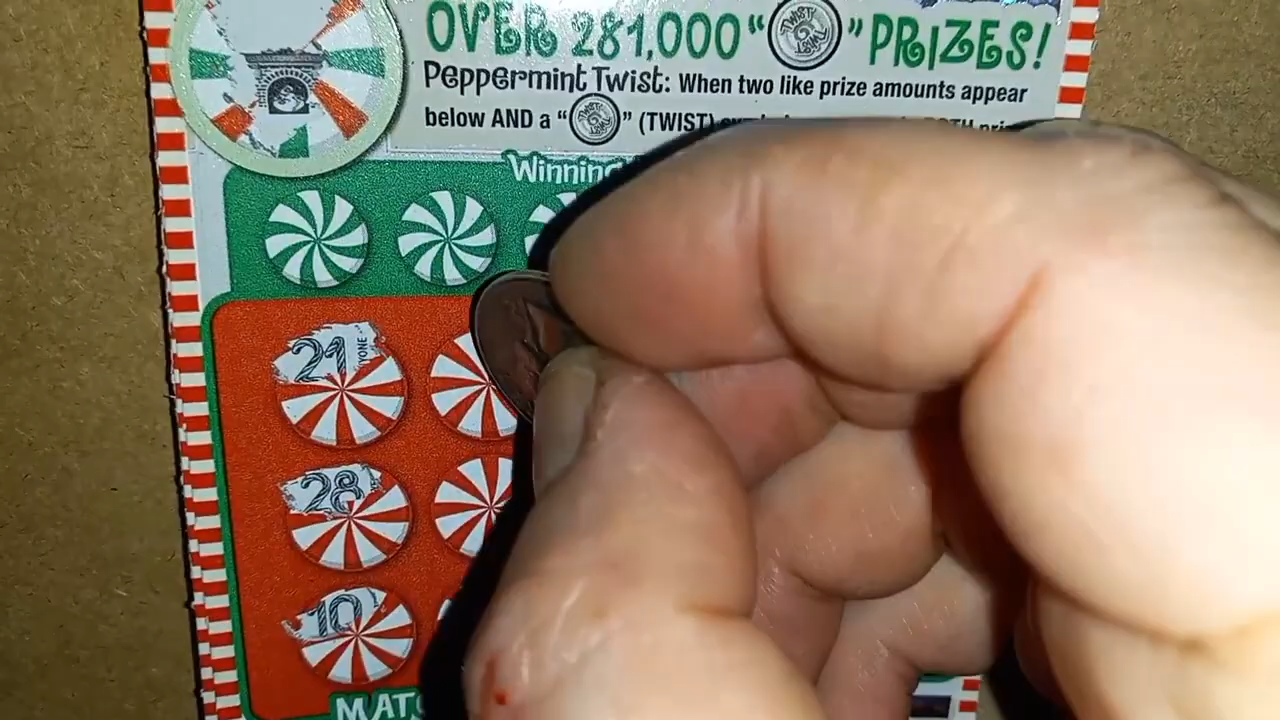 OVER 281,000 "TWIST" PRIZES!
Peppermint Twist: When two like prize amounts appear
below AND a "TWIST" (TWIST)
Winning
21
28
10